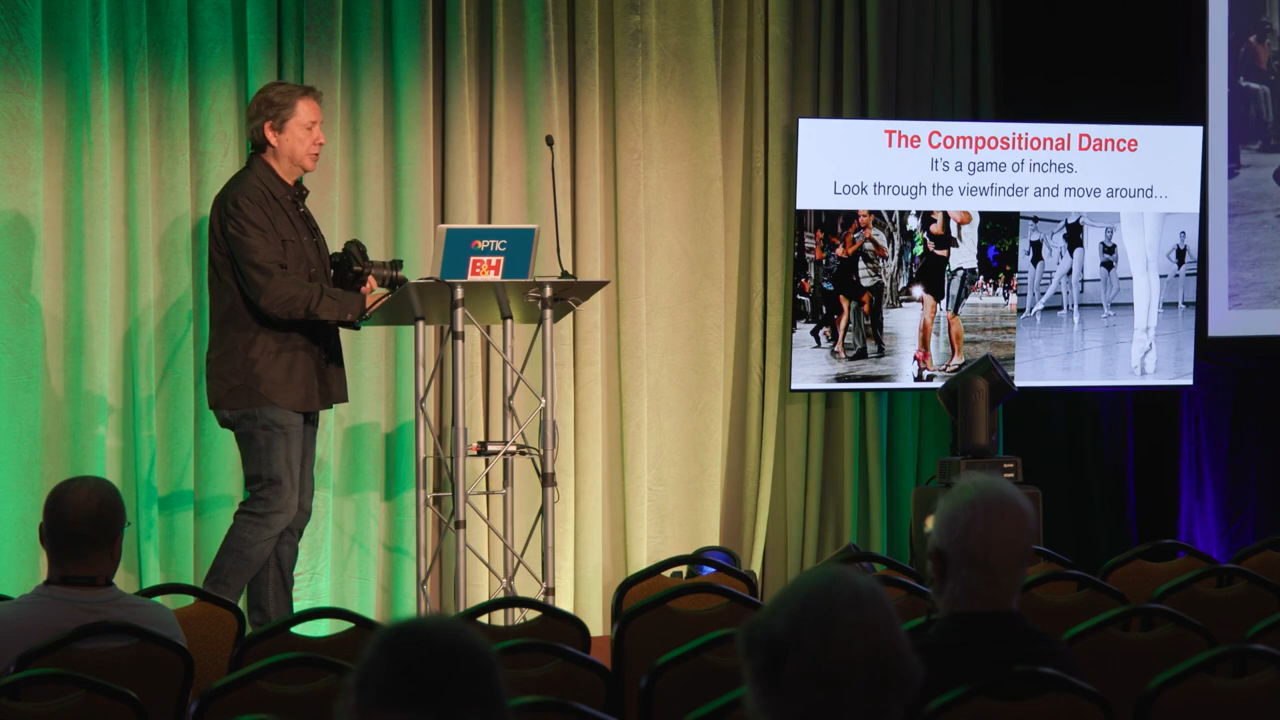 The Compositional Dance
It's a game of inches.
Look through the viewfinder and move around…
OPTIC
B&H